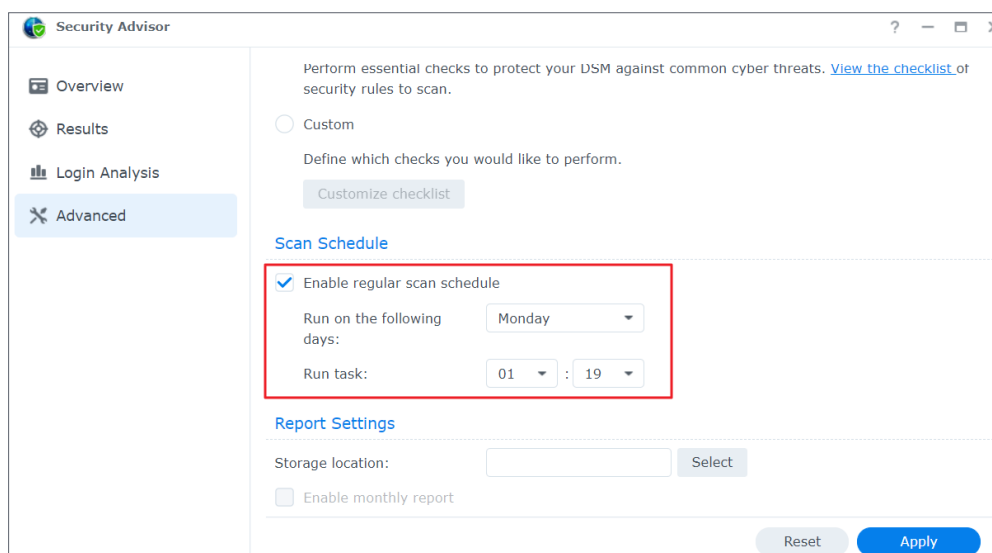 Security Advisor
?
Overview
Results
Login Analysis
Advanced
Perform essential checks to protect your DSM against common cyber threats. View the checklist of
security rules to scan.
Custom
Define which checks you would like to perform.
Customize checklist
Scan Schedule
Enable regular scan schedule
Run on the following
days:
Monday
Run task:
01 : 19
Report Settings
Storage location:
Select
Enable monthly report
Reset
Apply